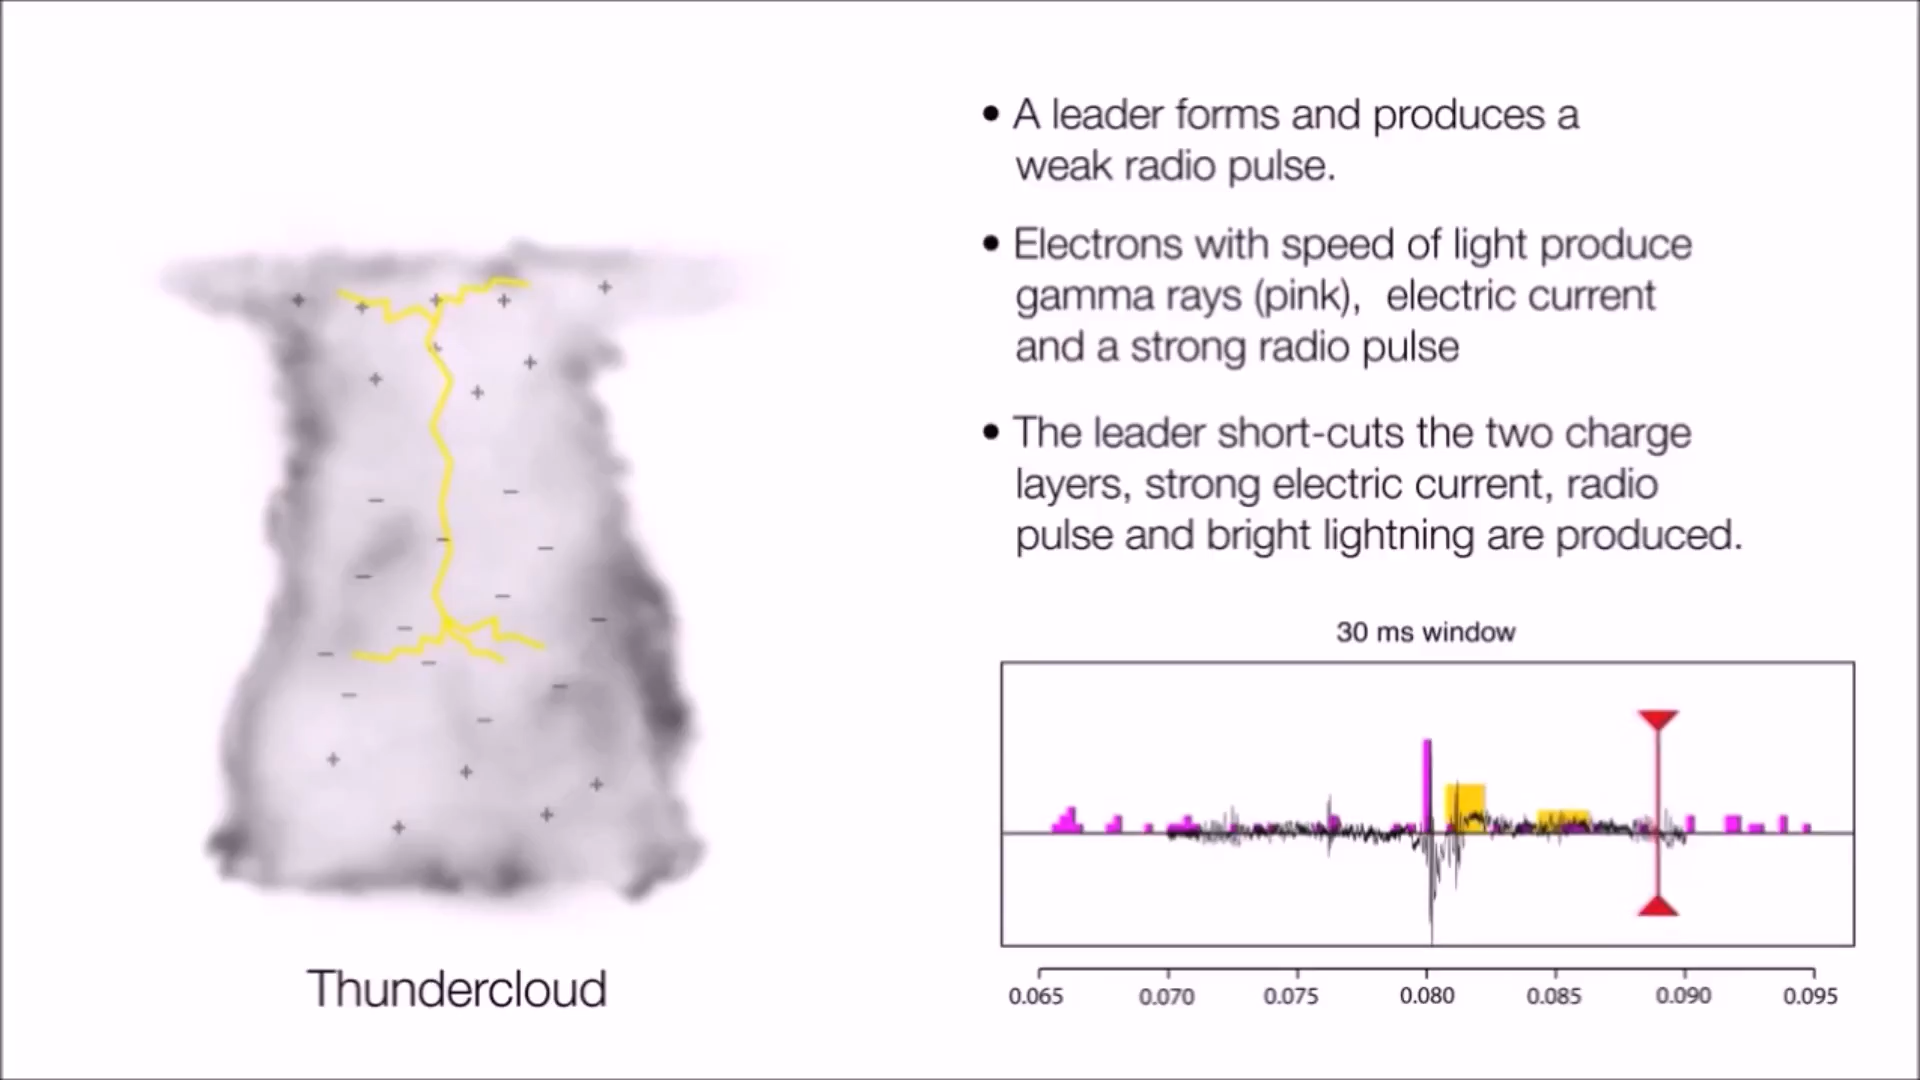 • A leader forms and produces a
weak radio pulse.
• Electrons with speed of light produce
gamma rays (pink), electric current
and a strong radio pulse
• The leader short-cuts the two charge
layers, strong electric current, radio
pulse and bright lightning are produced.
30 ms window
0.065 0.070 0.075 0.080 0.085 0.090 0.095
Thundercloud